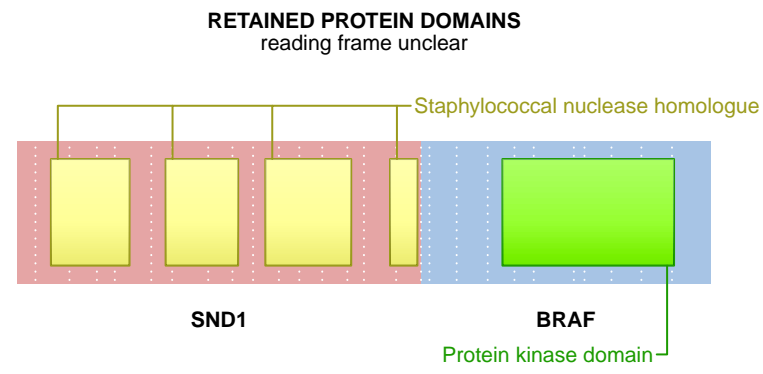 RETAINED PROTEIN DOMAINS
reading frame unclear
Staphylococcal nuclease homologue
SND1
BRAF
Protein kinase domain